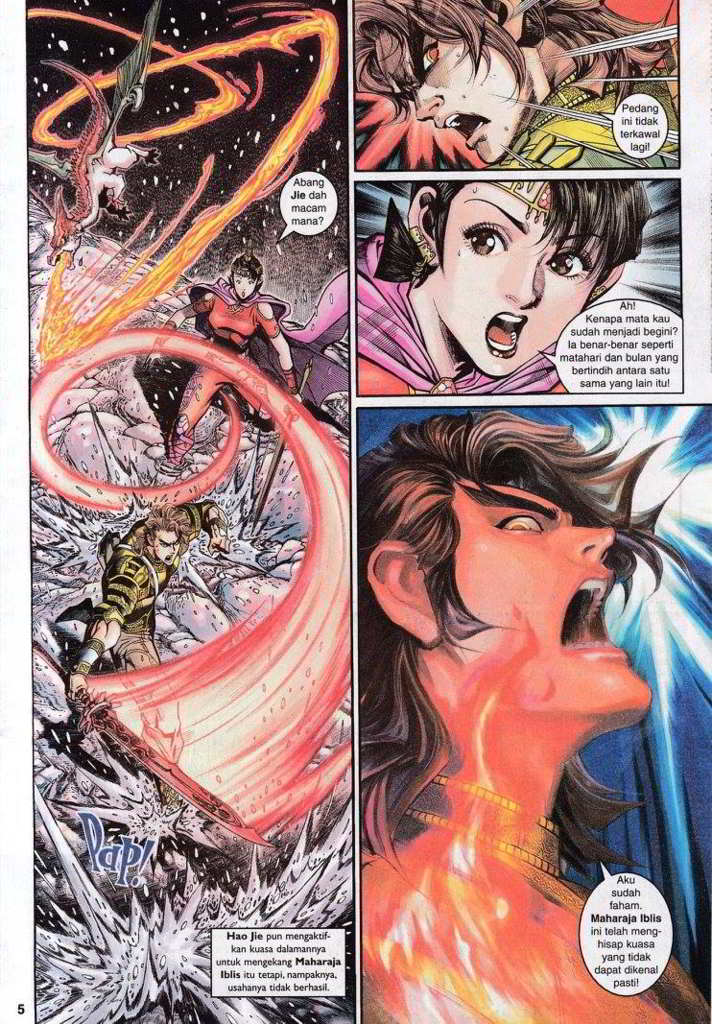 Abang
Jie dah
macam
mana?
Pap!
Hao Jie pun mengaktif-
kan kuasa dalamannya
untuk mengekang Maharaja
Iblis itu tetapi, nampaknya,
usahanya tidak berhasil.
Pedang
ini tidak
terkawal
lagi!
Ah!
Kenapa mata kau
sudah menjadi begini?
Ia benar-benar seperti
matahari dan bulan yang
bertindih antara satu
sama yang lain itu!
Aku
sudah
faham.
Maharaja Iblis
ini telah meng-
hisap kuasa
yang tidak
dapat dikenal
pasti!
5